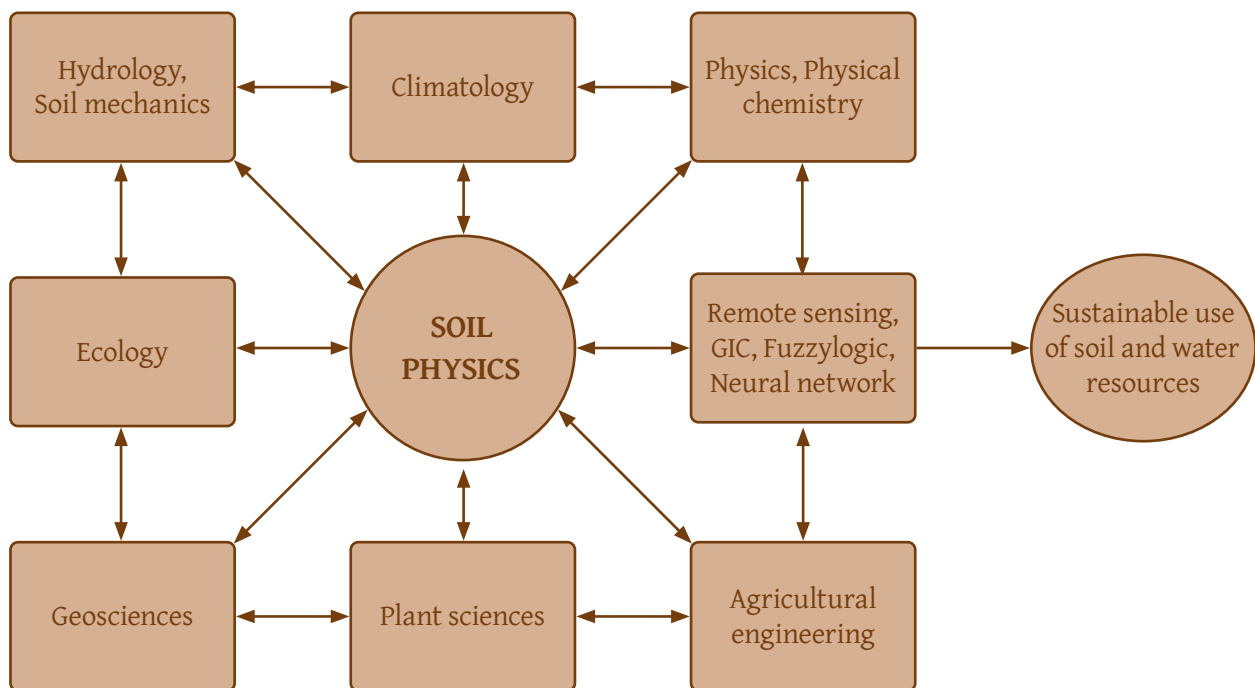 Hydrology,
Soil mechanics
Climatology
Physics, Physical
chemistry
Ecology
SOIL
PHYSICS
Remote sensing,
GIC, Fuzzylogic,
Neural network
Sustainable use
of soil and water
resources
Geosciences
Plant sciences
Agricultural
engineering